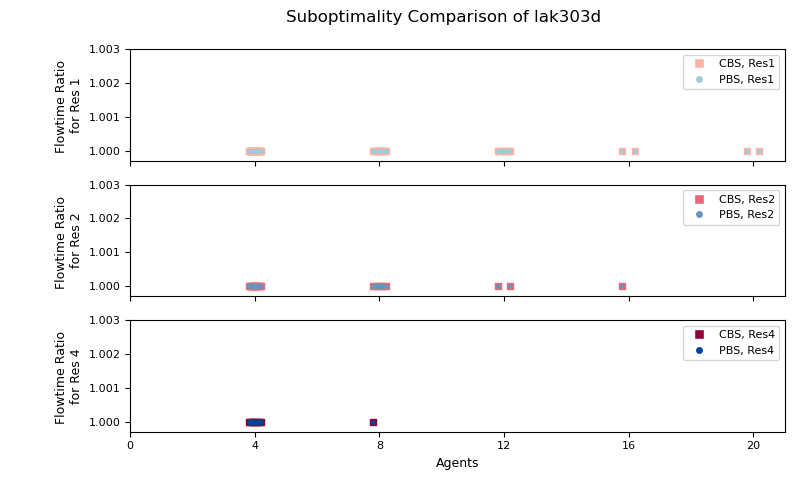 Suboptimality Comparison of lak303d
Flowtime Ratio
for Res 1
1.003
1.002
1.001
1.000
CBS, Res1
PBS, Res1
Flowtime Ratio
for Res 2
1.003
1.002
1.001
1.000
CBS, Res2
PBS, Res2
Flowtime Ratio
for Res 4
1.003
1.002
1.001
1.000
CBS, Res4
PBS, Res4
0 4 8 12 16 20
Agents